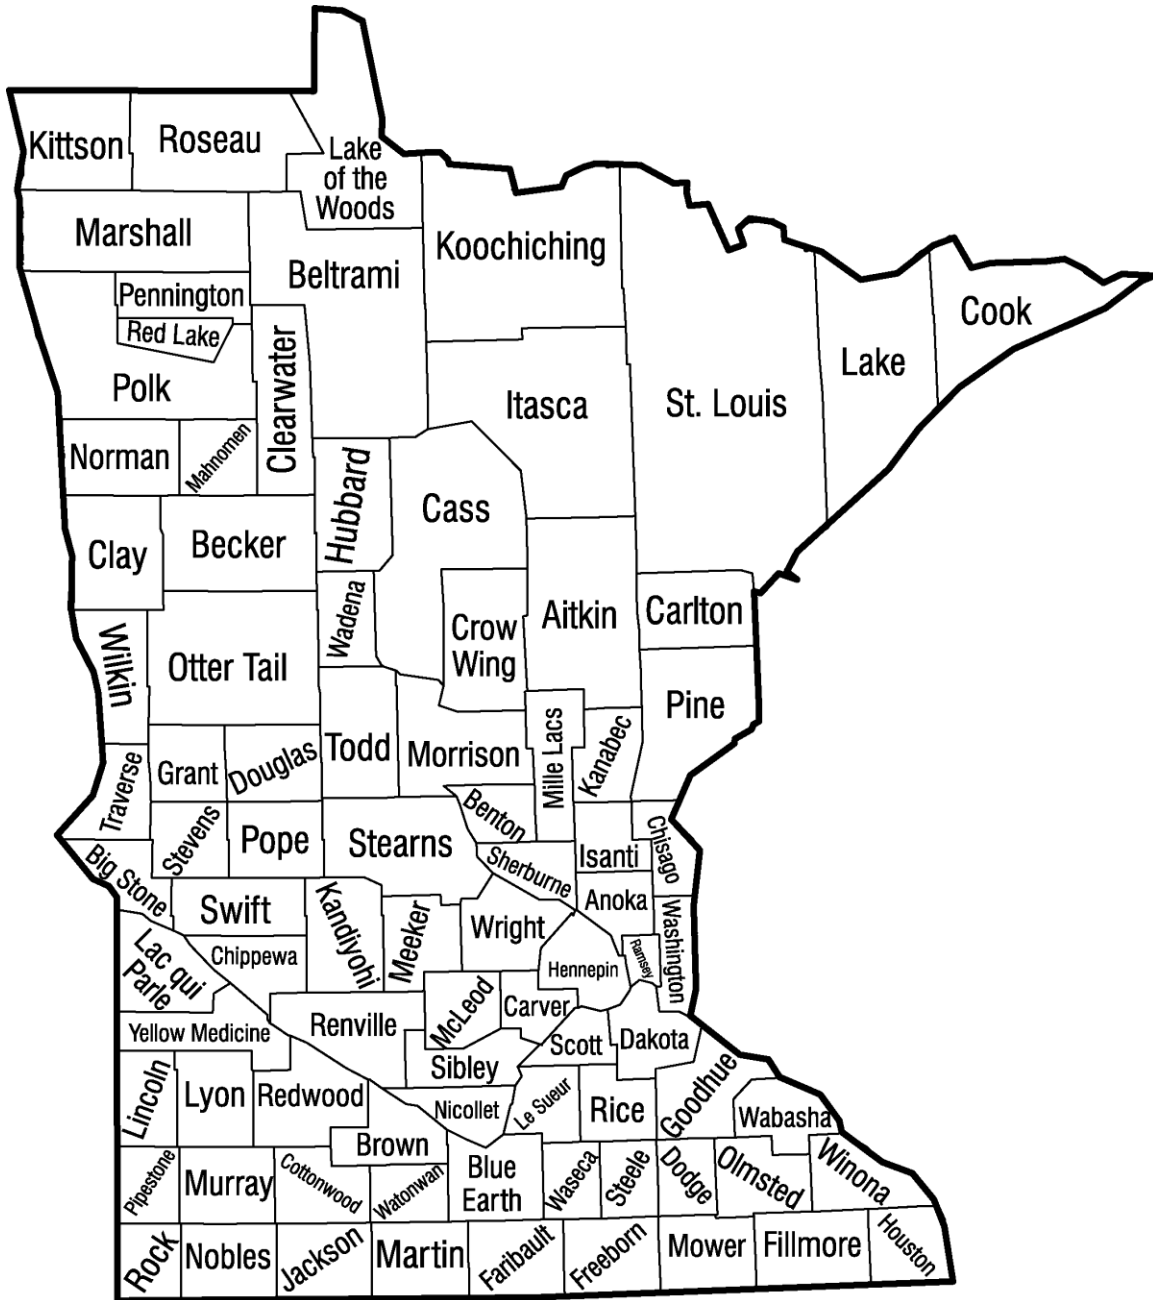 Kittson
Roseau
Lake
of the
Woods
Marshall
Koochiching
Beltrami
Pennington
Red Lake
Cook
Lake
Polk
Clearwater
Itasca
St. Louis
Norman
Mahnomen
Hubbard
Cass
Clay
Becker
Wadena
Crow
Wing
Aitkin
Carlton
Wilkin
Otter Tail
Pine
Todd
Morrison
Mille Lacs
Kanabec
Grant
Douglas
Traverse
Stevens
Pope
Stearns
Benton
Isanti
Chisago
Big Stone
Sherburne
Swift
Kandiyohi
Meeker
Wright
Anoka
Washington
Lac qui
Parle
Chippewa
Hennepin
Ramsey
McLeod
Carver
Yellow Medicine
Renville
Scott
Dakota
Sibley
Lincoln
Lyon
Redwood
Nicollet
Le Sueur
Rice
Goodhue
Wabasha
Brown
Pipestone
Murray
Cottonwood
Watonwan
Blue
Earth
Waseca
Steele
Dodge
Olmsted
Winona
Rock
Nobles
Jackson
Martin
Faribault
Freeborn
Mower
Fillmore
Houston